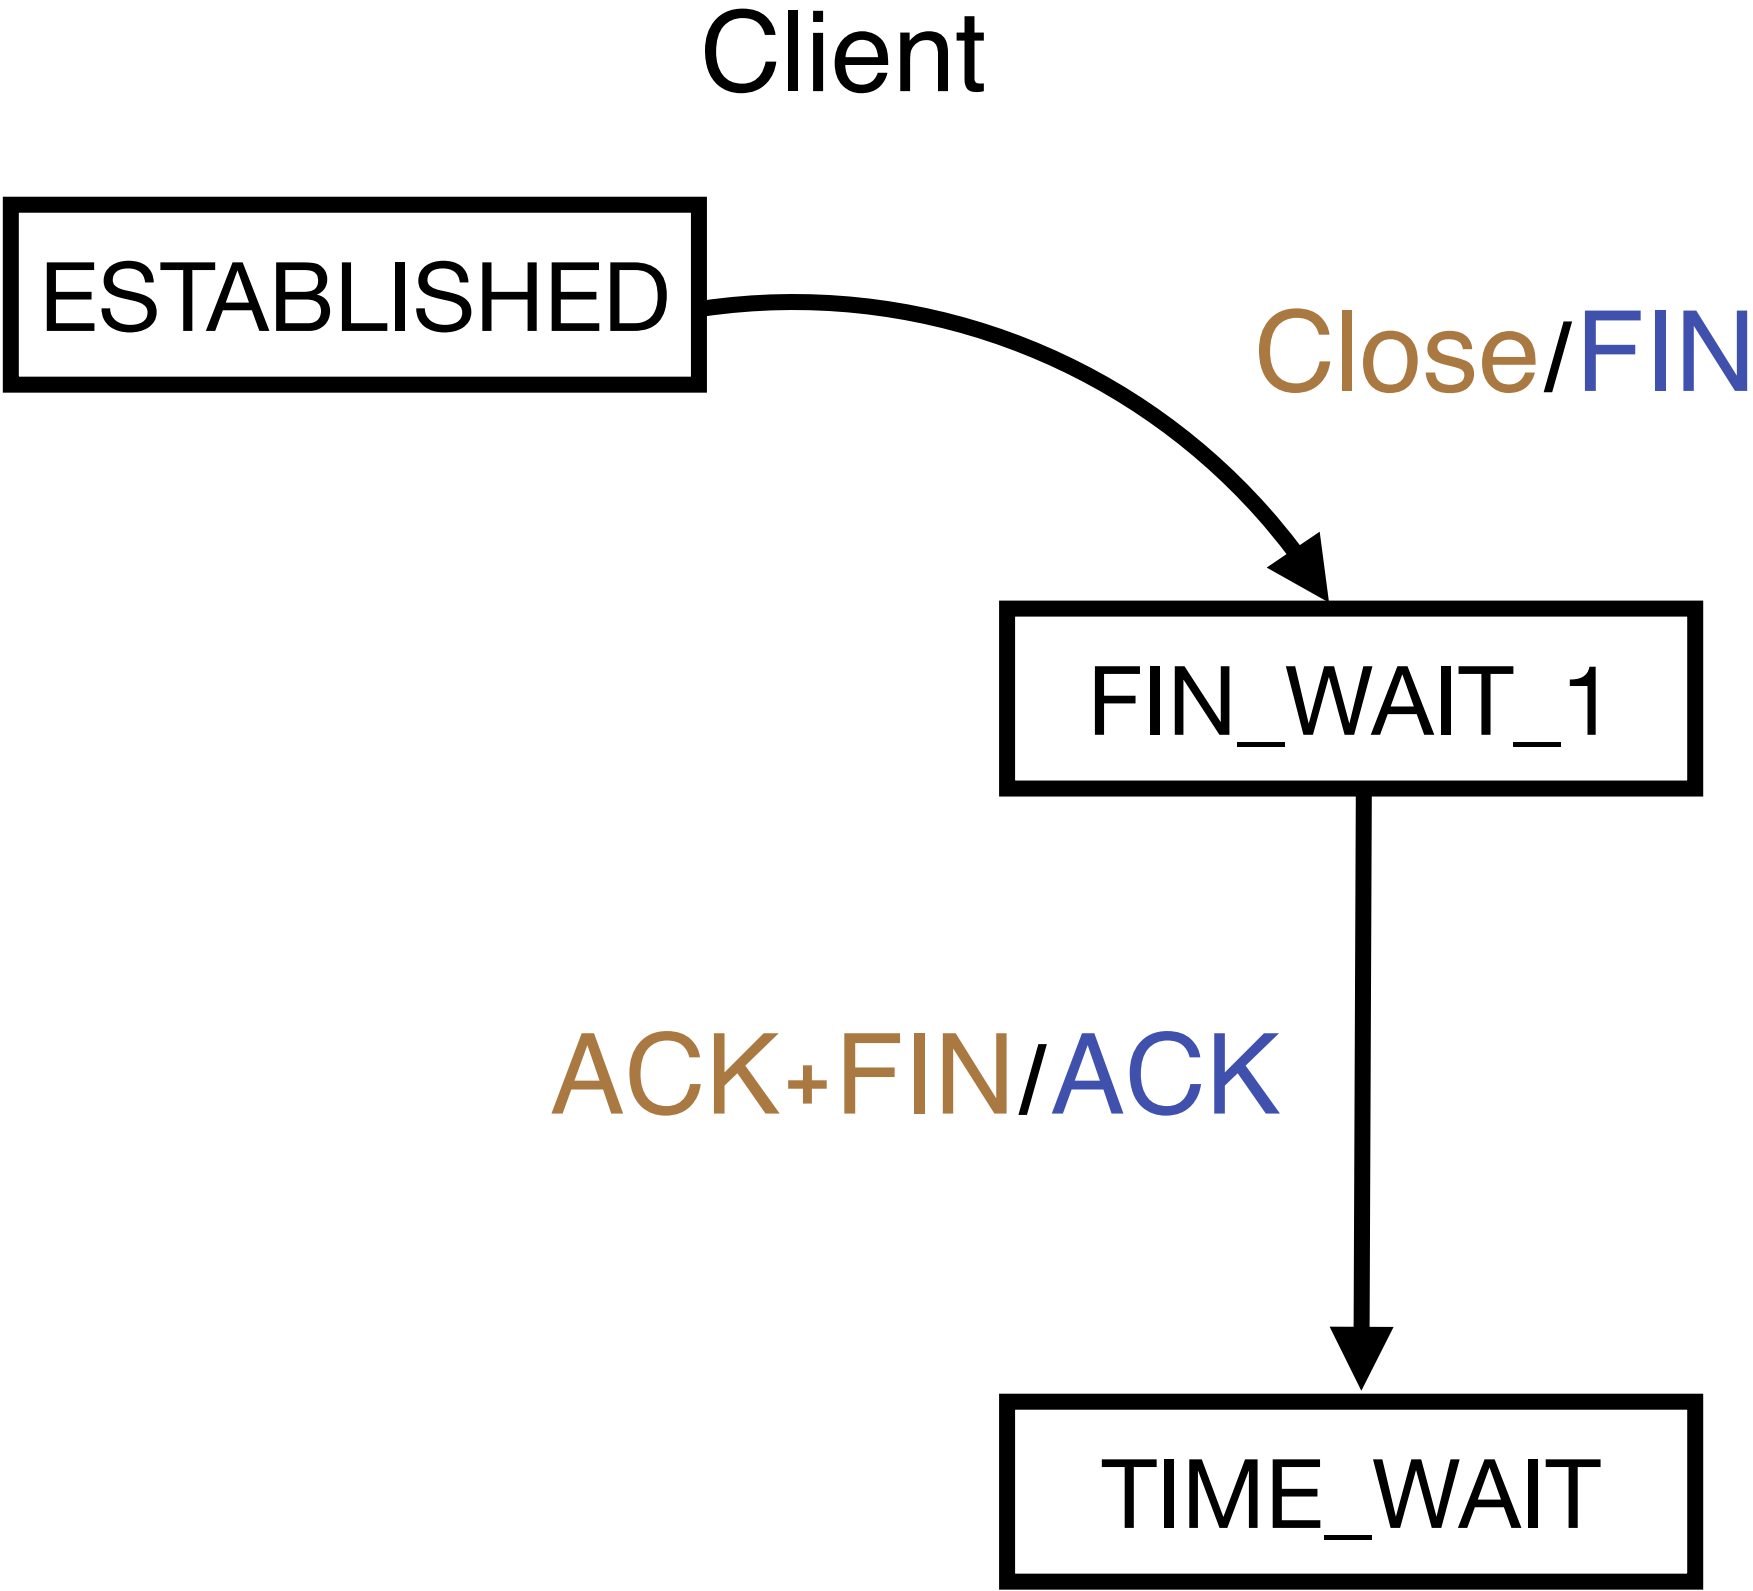 Client
ESTABLISHED
Close/FIN
FIN_WAIT_1
ACK+FIN/ACK
TIME_WAIT